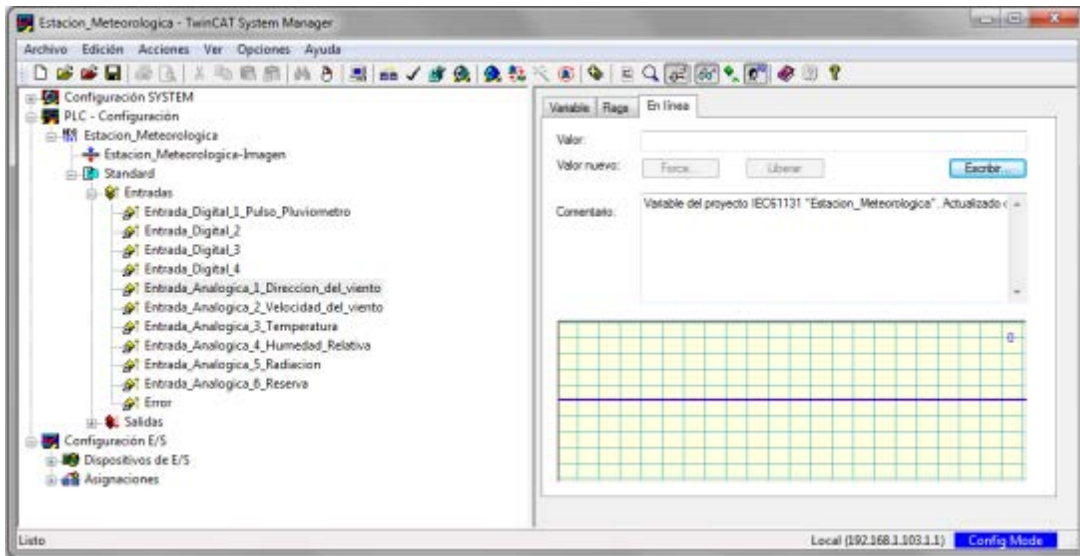 Estacion_Meteorologica - TwinCAT System Manager
Archivo Edición Acciones Ver Opciones Ayuda
Configuración SYSTEM
PLC - Configuración
Estacion_Meteorologica
Estacion_Meteorologica-Imagen
Standard
Entradas
Entrada_Digital_1_Pulso_Pluviometro
Entrada_Digital_2
Entrada_Digital_3
Entrada_Digital_4
Entrada_Analogica_1_Direccion_del_viento
Entrada_Analogica_2_Velocidad_del_viento
Entrada_Analogica_3_Temperatura
Entrada_Analogica_4_Humedad_Relativa
Entrada_Analogica_5_Radiacion
Entrada_Analogica_6_Reserva
Error
Salidas
Configuración E/S
Dispositivos de E/S
Asignaciones
Variable Flags En línea
Valor:
Valor nuevo: Force... Liberar Escribir...
Comentario: Variable del proyecto IEC61131 "Estacion_Meteorologica". Actualizado
0
Listo Local (192.168.1.103.1.1) Config Mode